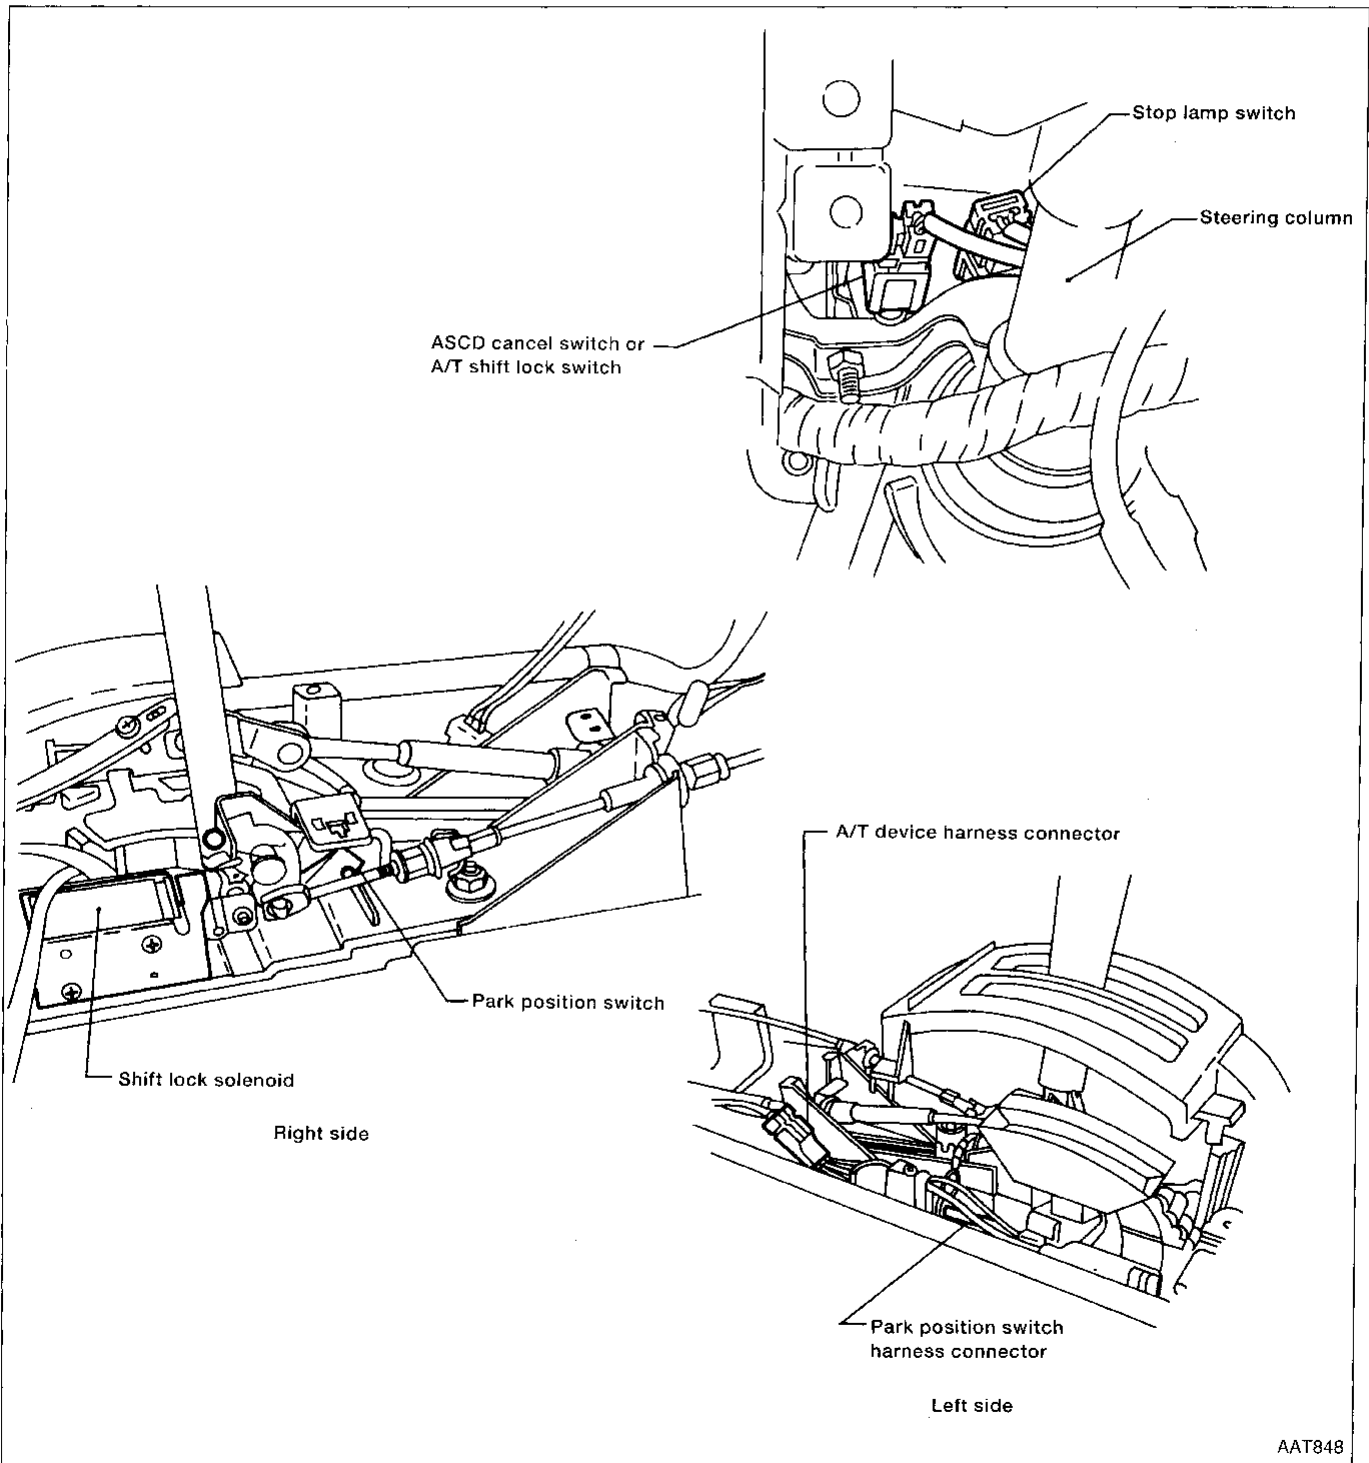 Stop lamp switch
Steering column
ASCD cancel switch or
A/T shift lock switch
Park position switch
Shift lock solenoid
Right side
A/T device harness connector
Park position switch
harness connector
Left side
AAT848